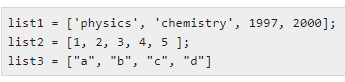 list1 = ['physics', 'chemistry', 1997, 2000];
list2 = [1, 2, 3, 4, 5 ];
list3 = ["a", "b", "c", "d"]